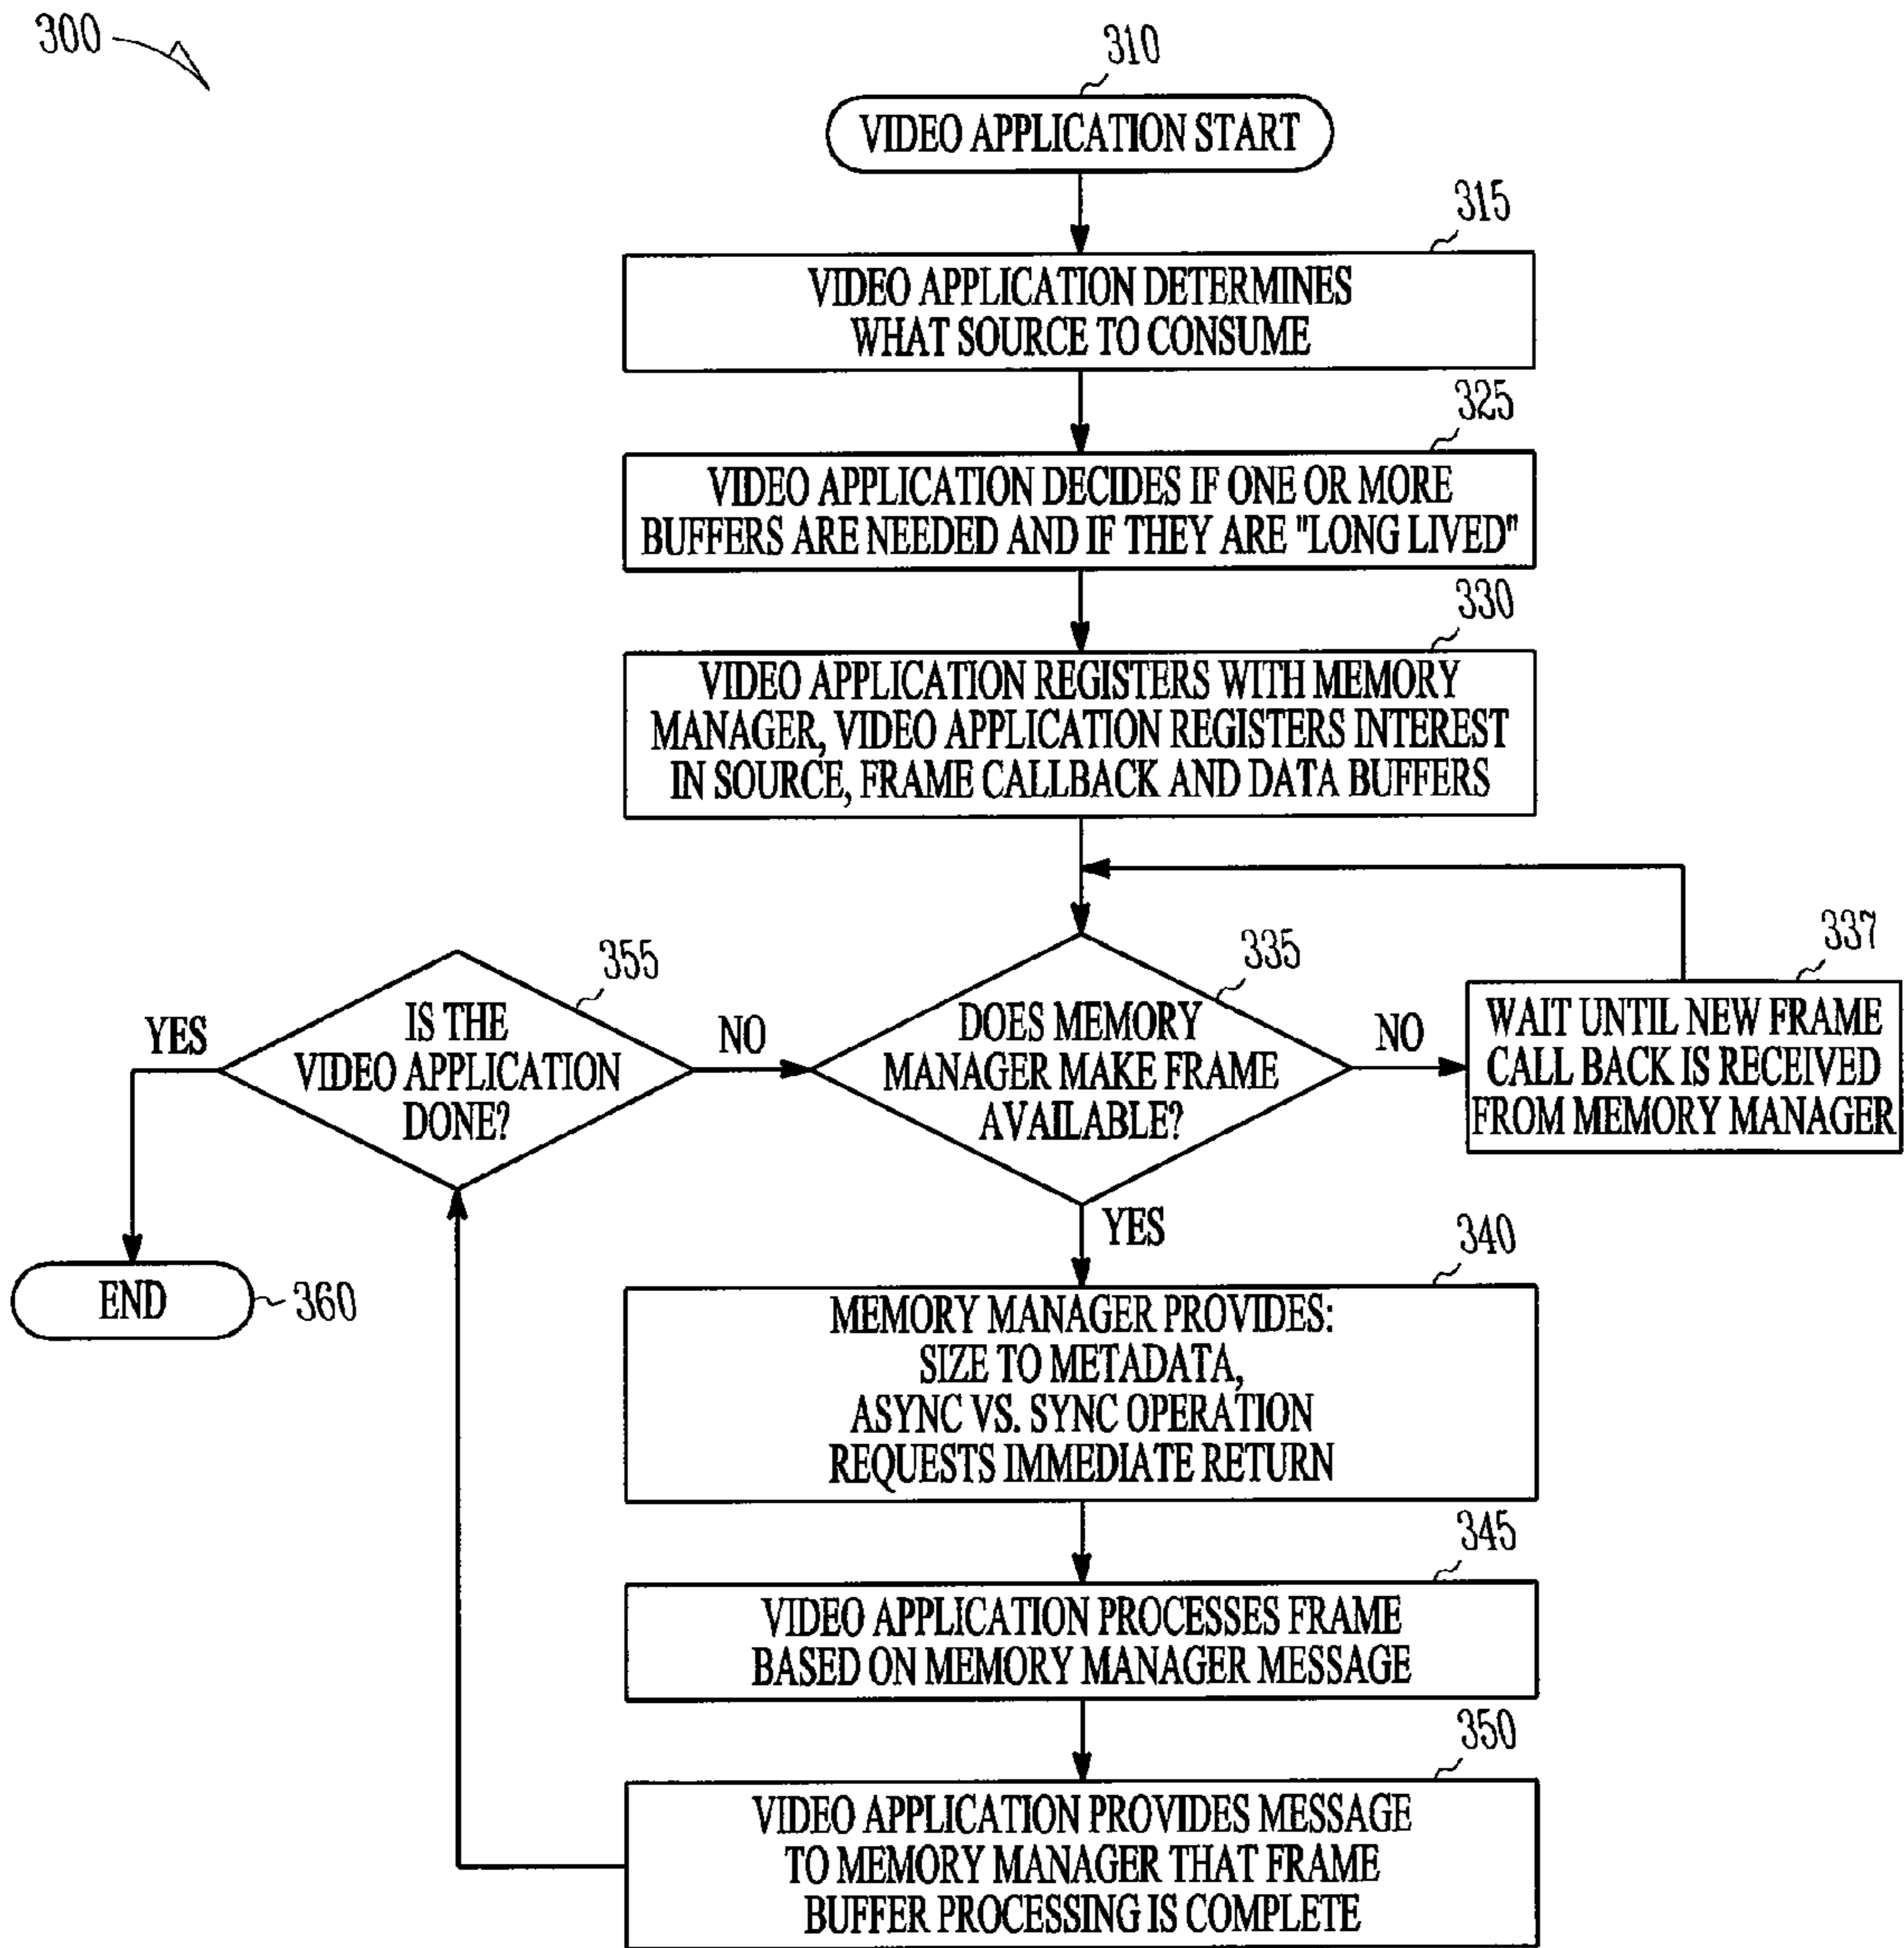 300
310
VIDEO APPLICATION START
315
VIDEO APPLICATION DETERMINES
WHAT SOURCE TO CONSUME
325
VIDEO APPLICATION DECIDES IF ONE OR MORE
BUFFERS ARE NEEDED AND IF THEY ARE "LONG LIVED"
330
VIDEO APPLICATION REGISTERS WITH MEMORY
MANAGER, VIDEO APPLICATION REGISTERS INTEREST
IN SOURCE, FRAME CALLBACK AND DATA BUFFERS
355
IS THE
VIDEO APPLICATION
DONE?
YES
NO
335
DOES MEMORY
MANAGER MAKE FRAME
AVAILABLE?
NO
337
WAIT UNTIL NEW FRAME
CALL BACK IS RECEIVED
FROM MEMORY MANAGER
YES
END
360
340
MEMORY MANAGER PROVIDES:
SIZE TO METADATA,
ASYNC VS. SYNC OPERATION
REQUESTS IMMEDIATE RETURN
345
VIDEO APPLICATION PROCESSES FRAME
BASED ON MEMORY MANAGER MESSAGE
350
VIDEO APPLICATION PROVIDES MESSAGE
TO MEMORY MANAGER THAT FRAME
BUFFER PROCESSING IS COMPLETE